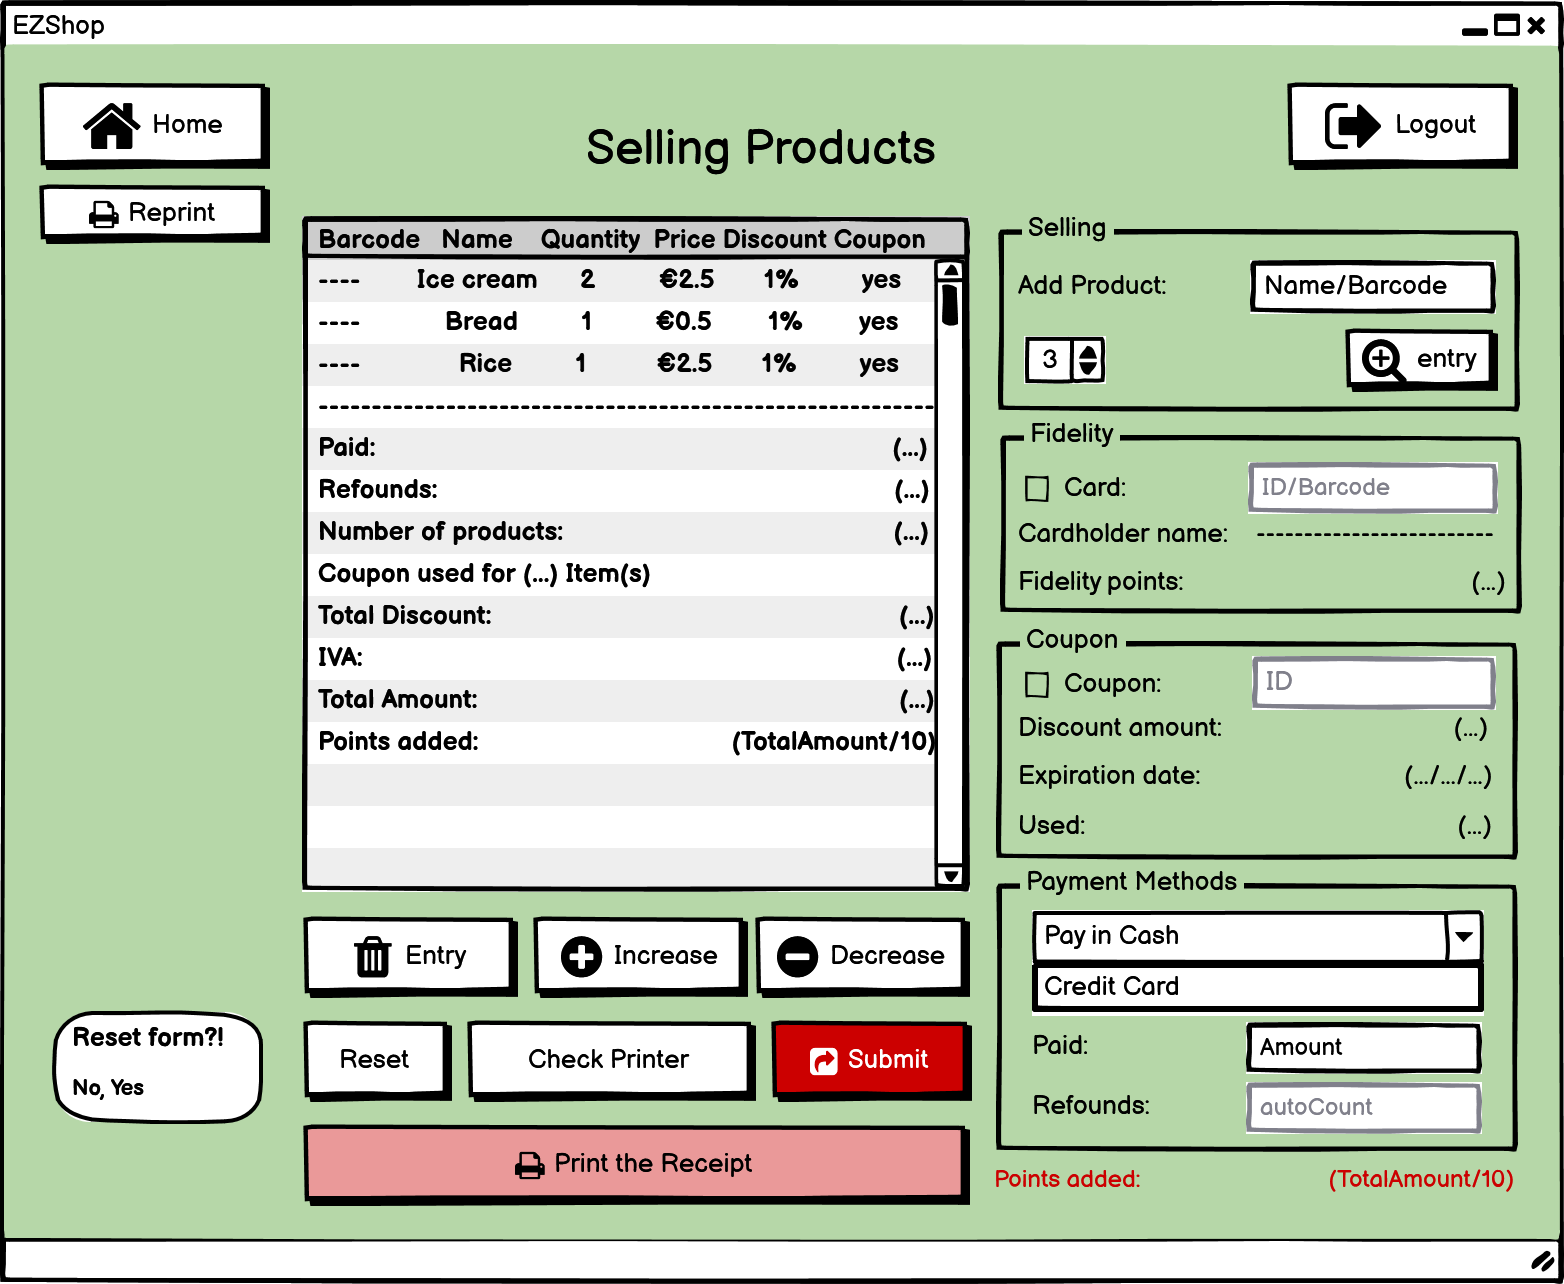 EZShop
Home
Logout
Selling Products
Reprint
Barcode Name Quantity Price Discount Coupon
---- Ice cream 2 €2.5 1% yes
---- Bread 1 €0.5 1% yes
---- Rice 1 €2.5 1% yes
----------------------------------------------------------------
Paid: (...)
Refounds: (...)
Number of products: (...)
Coupon used for (...) Item(s)
Total Discount: (...)
IVA: (...)
Total Amount: (...)
Points added: (TotalAmount/10)
Selling
Add Product: Name/Barcode
3 entry
Fidelity
Card: ID/Barcode
Cardholder name: -------------------------
Fidelity points: (...)
Coupon
Coupon: ID
Discount amount: (...)
Expiration date: (.../.../...)
Used: (...)
Payment Methods
Pay in Cash
Credit Card
Paid: Amount
Refounds: autoCount
Points added: (TotalAmount/10)
Entry Increase Decrease
Reset Check Printer Submit
Print the Receipt
Reset form?!
No, Yes